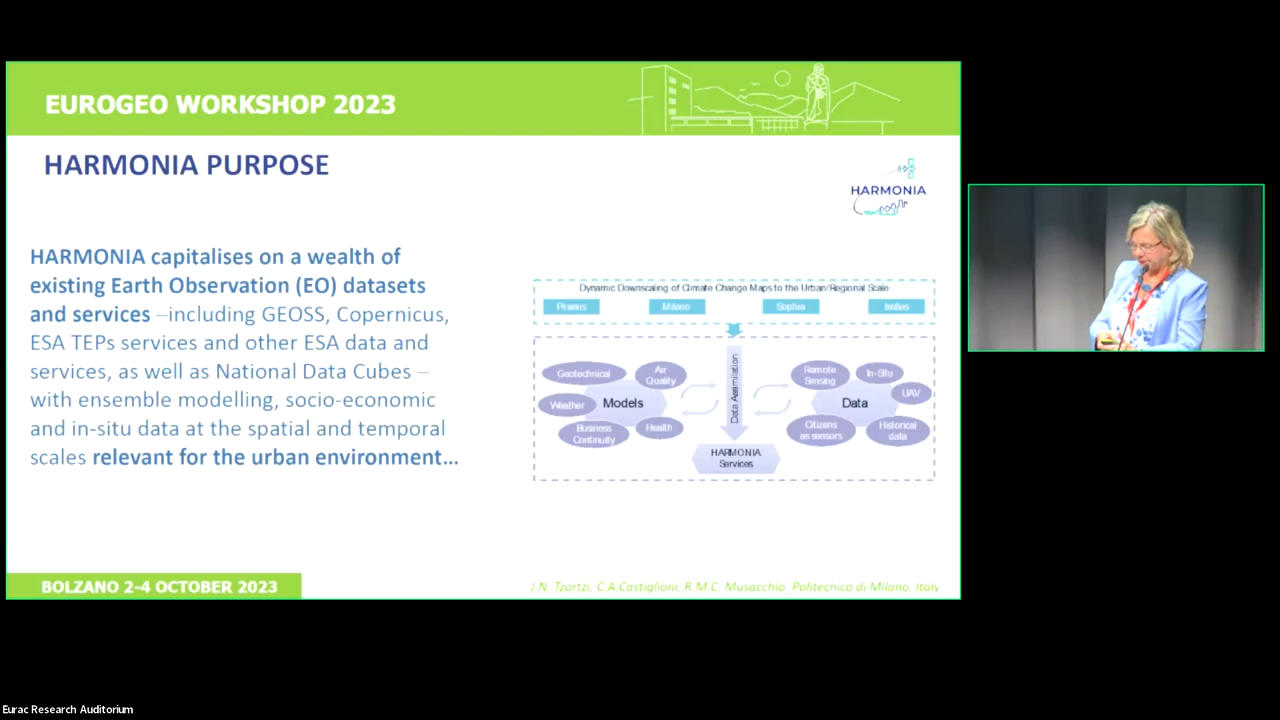 EUROGEO WORKSHOP 2023
HARMONIA PURPOSE
HARMONIA
HARMONIA capitalises on a wealth of
existing Earth Observation (EO) datasets
and services –including GEOSS, Copernicus,
ESA TEPs services and other ESA data and
services, as well as National Data Cubes –
with ensemble modelling, socio-economic
and in-situ data at the spatial and temporal
scales relevant for the urban environment…
Dynamic Downscaling of Climate Change Maps to the Urban/Regional Scale
Piraeus
Milano
Sophia
Ixelles
Geotechnical
Air
Quality
Weather
Models
Business
Continuity
Health
Data Assimilation
Remote
Sensing
In-Situ
UAV
Data
Citizens
as sensors
Historical
data
HARMONIA
Services
BOLZANO 2-4 OCTOBER 2023
J.N. Tzortzi, C.A.Castiglioni, R.M.C. Musacchio Politecnico di Milano, Italy
Eurac Research Auditorium